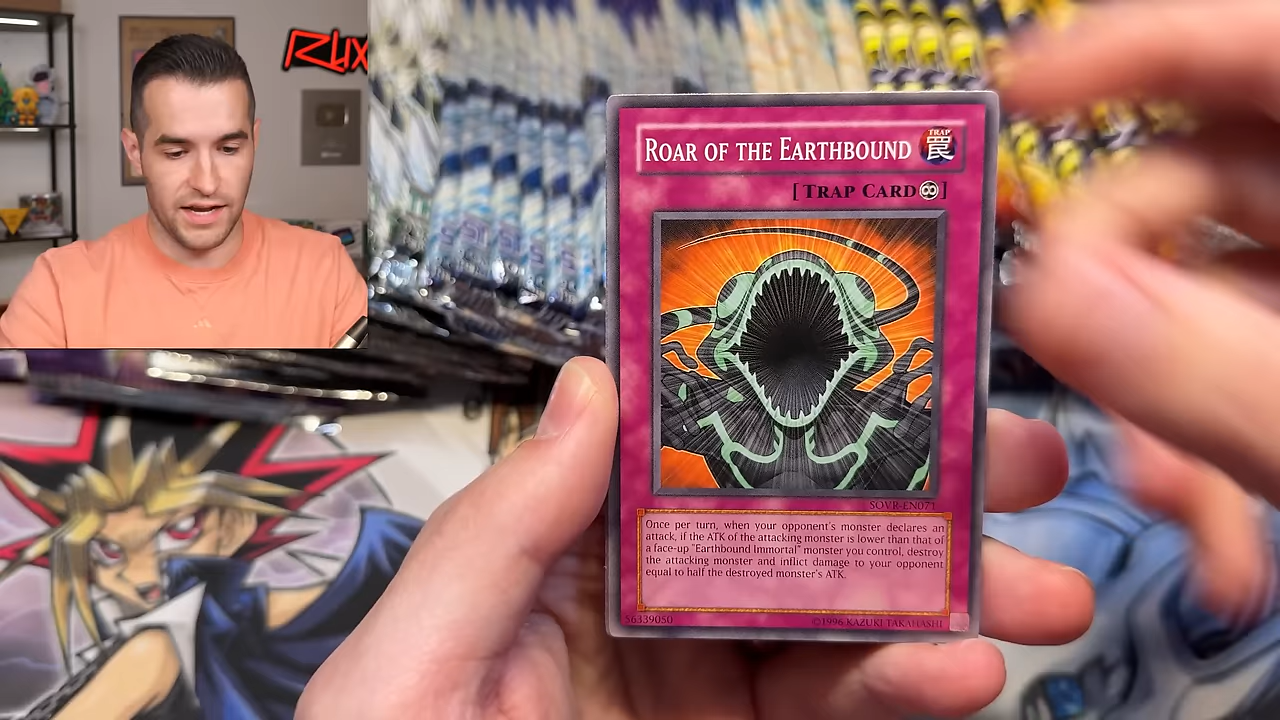 Rux
ROAR OF THE EARTHBOUND
TRAP
罠
[TRAP CARD]
SOVR-EN071
Once per turn, when your opponent's monster declares an
attack, if the ATK of the attacking monster is lower than that of
a face-up "Earthbound Immortal" monster you control, destroy
the attacking monster and inflict damage to your opponent
equal to half the destroyed monster's ATK.
56339050
©1996 KAZUKI TAKAHASHI